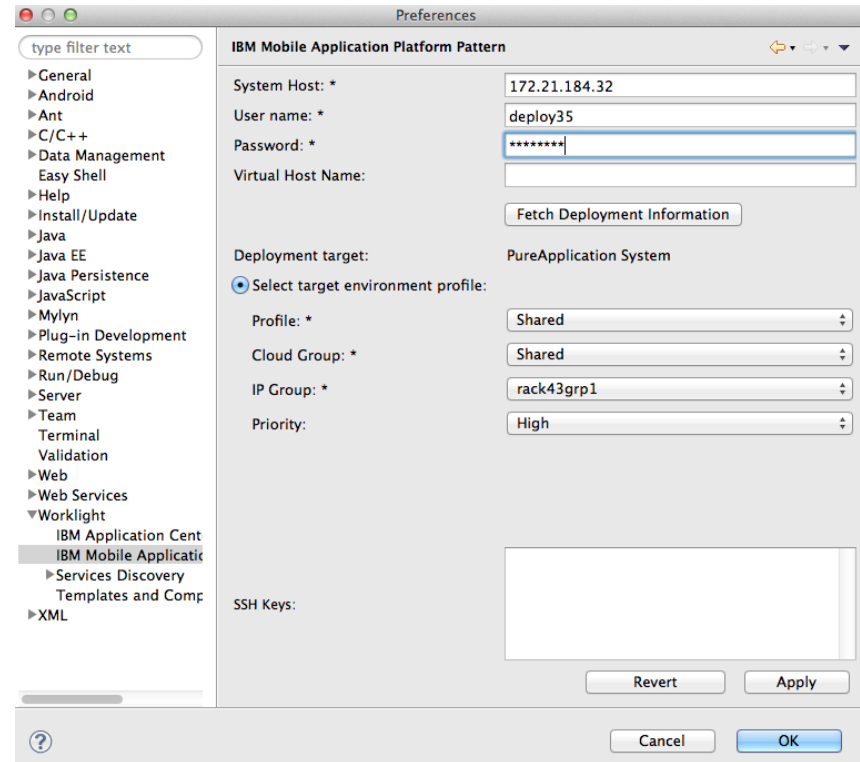 Preferences
type filter text
General
Android
Ant
C/C++
Data Management
Easy Shell
Help
Install/Update
Java
Java EE
Java Persistence
JavaScript
Mylyn
Plug-in Development
Remote Systems
Run/Debug
Server
Team
Terminal
Validation
Web
Web Services
Worklight
IBM Application Cent
IBM Mobile Applicatic
Services Discovery
Templates and Comp
XML
IBM Mobile Application Platform Pattern
System Host: * 172.21.184.32
User name: * deploy35
Password: * ********
Virtual Host Name:
Fetch Deployment Information
Deployment target: PureApplication System
Select target environment profile:
Profile: * Shared
Cloud Group: * Shared
IP Group: * rack43grp1
Priority: High
SSH Keys:
Revert Apply
? Cancel OK